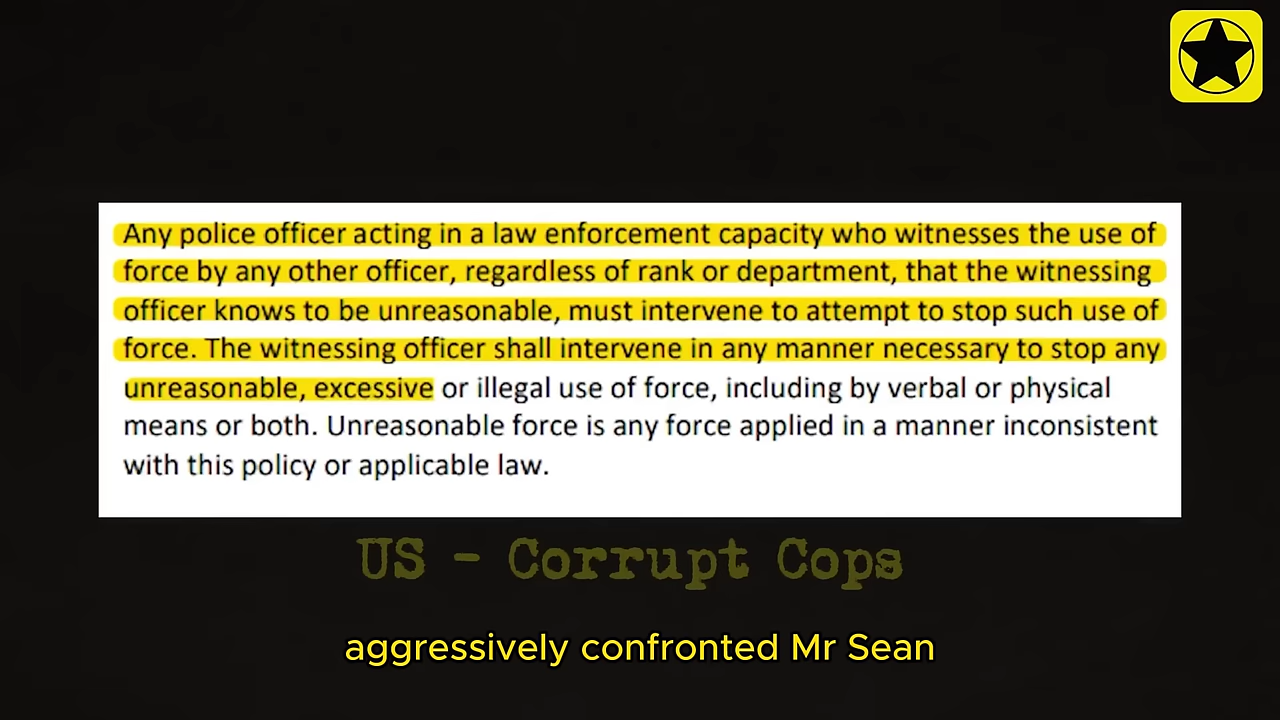 Any police officer acting in a law enforcement capacity who witnesses the use of
force by any other officer, regardless of rank or department, that the witnessing
officer knows to be unreasonable, must intervene to attempt to stop such use of
force. The witnessing officer shall intervene in any manner necessary to stop any
unreasonable, excessive or illegal use of force, including by verbal or physical
means or both. Unreasonable force is any force applied in a manner inconsistent
with this policy or applicable law.
US - Corrupt Cops
aggressively confronted Mr Sean